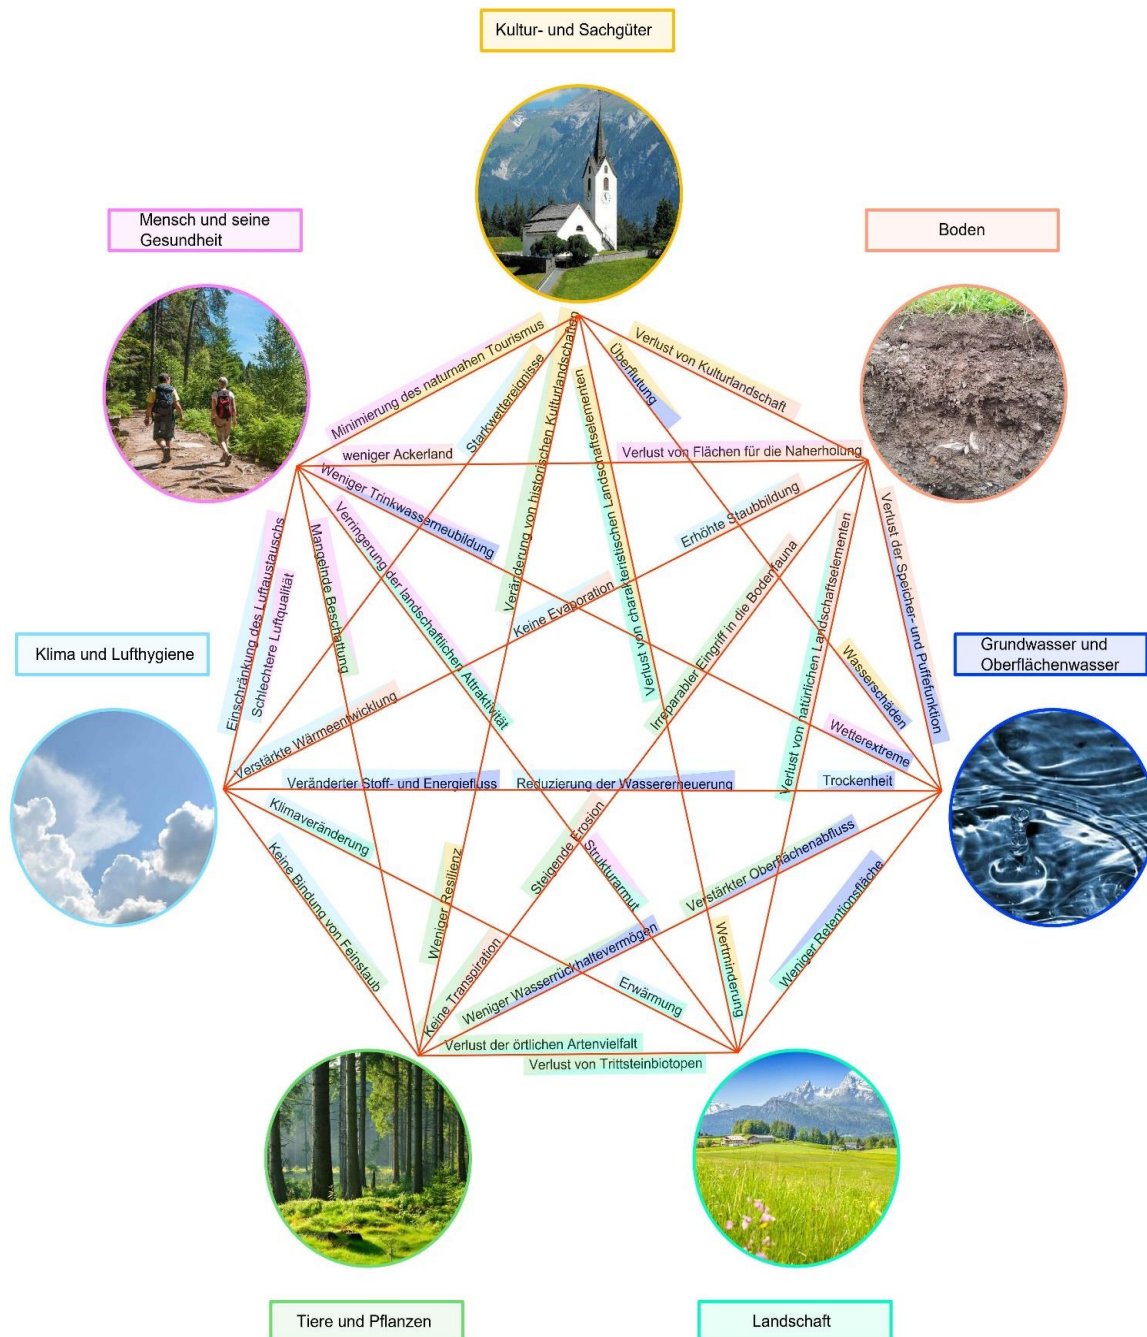 Kultur- und Sachgüter
Mensch und seine
Gesundheit
Boden
Minimierung des naturnahen Tourismus
Starkwettereignisse
Veränderung von historischen Kulturlandschaften
Verlust von charakteristischen Landschaftselementen
Überflutung
Verlust von Kulturlandschaft
weniger Ackerland
Verlust von Flächen für die Naherholung
Weniger Trinkwasserneubildung
Verringerung der landschaftlichen Attraktivität
Mangelnde Beschattung
Einschränkung des Luftaustauschs
Schlechtere Luftqualität
Erhöhte Staubbildung
Keine Evaporation
Irreparabler Eingriff in die Bodenfauna
Verlust von natürlichen Landschaftselementen
Verlust der Speicher- und Puffefunktion
Klima und Lufthygiene
Grundwasser und
Oberflächenwasser
Wasserschäden
Wetterextreme
Verstärkte Wärmeentwicklung
Veränderter Stoff- und Energiefluss
Reduzierung der Wassererneuerung
Trockenheit
Klimaveränderung
Keine Bindung von Feinstaub
Weniger Resilienz
Steigende Erosion
Strukturarmut
Verstärkter Oberflächenabfluss
Weniger Retentionsfläche
Keine Transpiration
Weniger Wasserrückhaltevermögen
Erwärmung
Wertminderung
Verlust der örtlichen Artenvielfalt
Verlust von Trittsteinbiotopen
Tiere und Pflanzen
Landschaft